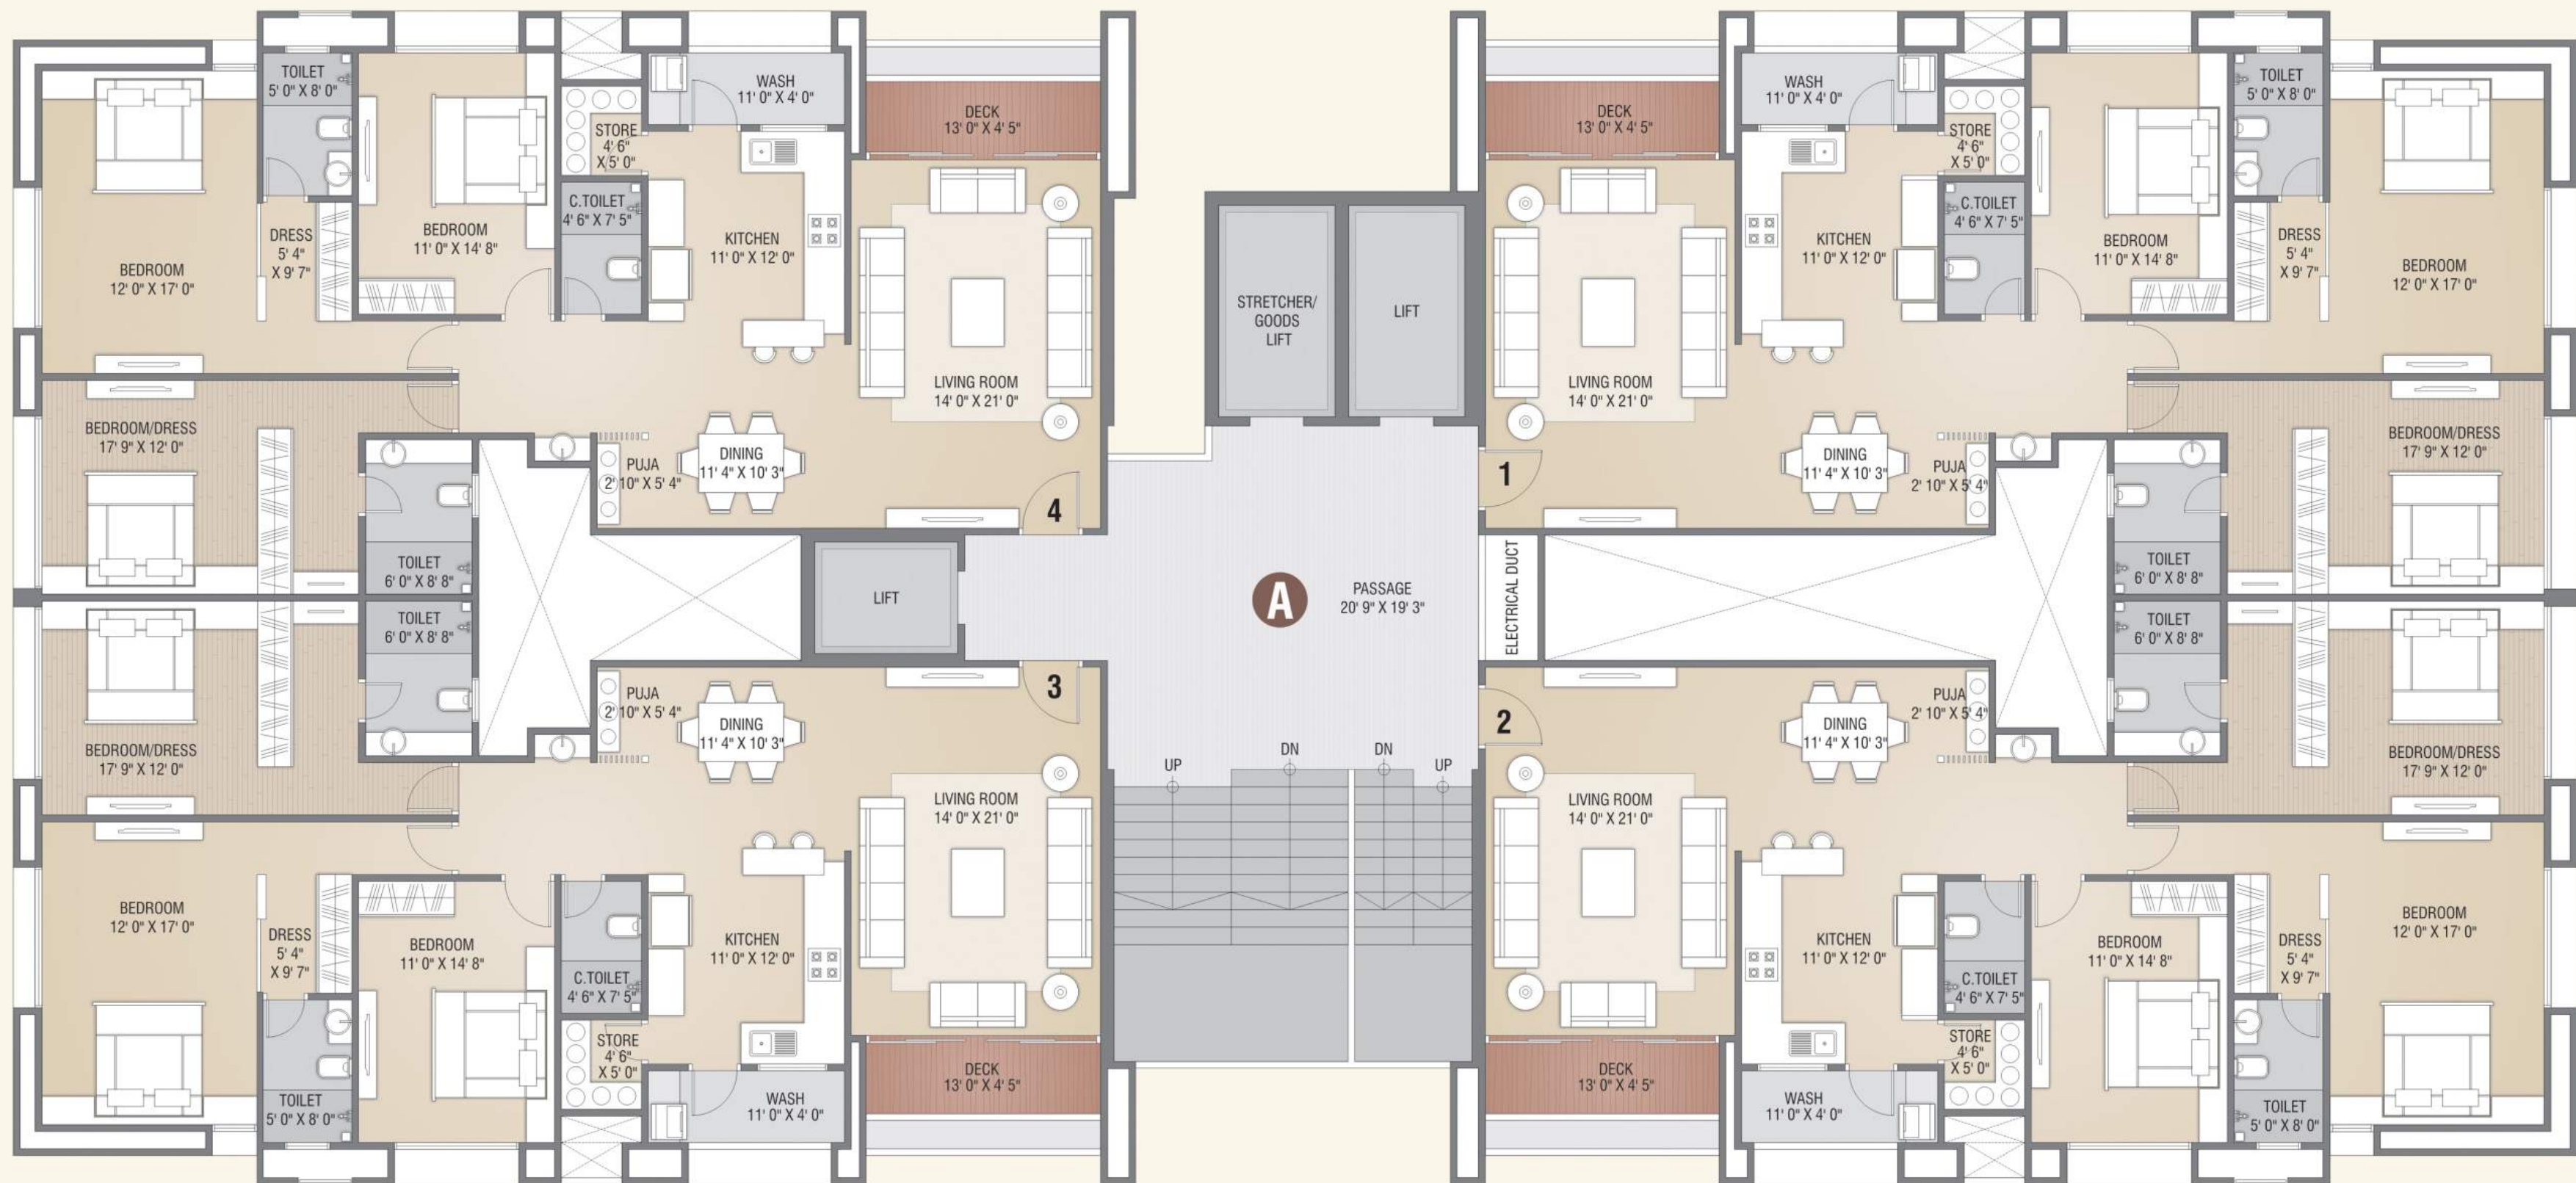 TOILET
5' 0" X 8' 0"
BEDROOM
12' 0" X 17' 0"
DRESS
5' 4"
X 9' 7"
BEDROOM
11' 0" X 14' 8"
STORE
4' 6"
X 5' 0"
C.TOILET
4' 6" X 7' 5"
WASH
11' 0" X 4' 0"
KITCHEN
11' 0" X 12' 0"
DECK
13' 0" X 4' 5"
LIVING ROOM
14' 0" X 21' 0"
BEDROOM/DRESS
17' 9" X 12' 0"
TOILET
6' 0" X 8' 8"
PUJA
2' 10" X 5' 4"
DINING
11' 4" X 10' 3"
4
STRETCHER/
GOODS
LIFT
LIFT
DECK
13' 0" X 4' 5"
LIVING ROOM
14' 0" X 21' 0"
1
WASH
11' 0" X 4' 0"
KITCHEN
11' 0" X 12' 0"
STORE
4' 6"
X 5' 0"
C.TOILET
4' 6" X 7' 5"
BEDROOM
11' 0" X 14' 8"
TOILET
5' 0" X 8' 0"
DRESS
5' 4"
X 9' 7"
BEDROOM
12' 0" X 17' 0"
DINING
11' 4" X 10' 3"
PUJA
2' 10" X 5' 4"
TOILET
6' 0" X 8' 8"
BEDROOM/DRESS
17' 9" X 12' 0"
LIFT
A
PASSAGE
20' 9" X 19' 3"
ELECTRICAL DUCT
TOILET
6' 0" X 8' 8"
BEDROOM/DRESS
17' 9" X 12' 0"
PUJA
2' 10" X 5' 4"
DINING
11' 4" X 10' 3"
3
LIVING ROOM
14' 0" X 21' 0"
BEDROOM
12' 0" X 17' 0"
DRESS
5' 4"
X 9' 7"
BEDROOM
11' 0" X 14' 8"
C.TOILET
4' 6" X 7' 5"
KITCHEN
11' 0" X 12' 0"
STORE
4' 6"
X 5' 0"
TOILET
5' 0" X 8' 0"
WASH
11' 0" X 4' 0"
DECK
13' 0" X 4' 5"
UP
DN
DN
UP
2
LIVING ROOM
14' 0" X 21' 0"
DINING
11' 4" X 10' 3"
PUJA
2' 10" X 5' 4"
TOILET
6' 0" X 8' 8"
BEDROOM/DRESS
17' 9" X 12' 0"
KITCHEN
11' 0" X 12' 0"
C.TOILET
4' 6" X 7' 5"
BEDROOM
11' 0" X 14' 8"
DRESS
5' 4"
X 9' 7"
BEDROOM
12' 0" X 17' 0"
STORE
4' 6"
X 5' 0"
DECK
13' 0" X 4' 5"
WASH
11' 0" X 4' 0"
TOILET
5' 0" X 8' 0"